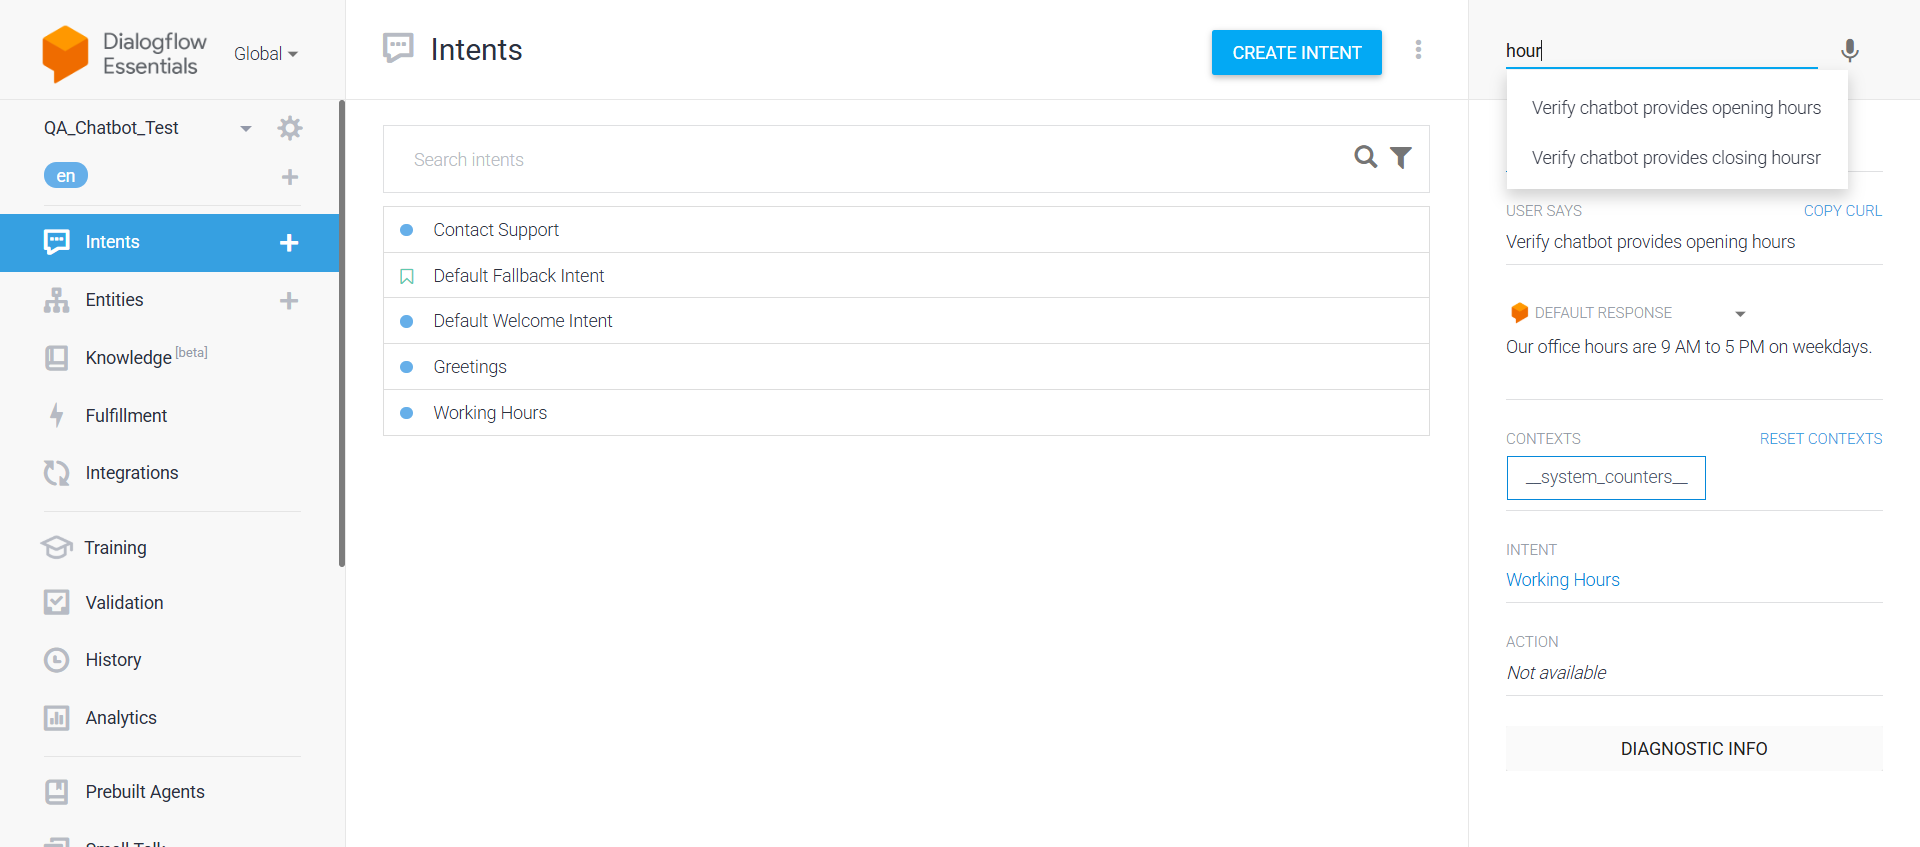 Dialogflow
Essentials
Global
QA_Chatbot_Test
en
Intents
Entities
Knowledge [beta]
Fulfillment
Integrations
Training
Validation
History
Analytics
Prebuilt Agents
Small Talk
Intents
CREATE INTENT
Search intents
Contact Support
Default Fallback Intent
Default Welcome Intent
Greetings
Working Hours
hour
Verify chatbot provides opening hours
Verify chatbot provides closing hoursr
USER SAYS
COPY CURL
Verify chatbot provides opening hours
DEFAULT RESPONSE
Our office hours are 9 AM to 5 PM on weekdays.
CONTEXTS
RESET CONTEXTS
__system_counters__
INTENT
Working Hours
ACTION
Not available
DIAGNOSTIC INFO